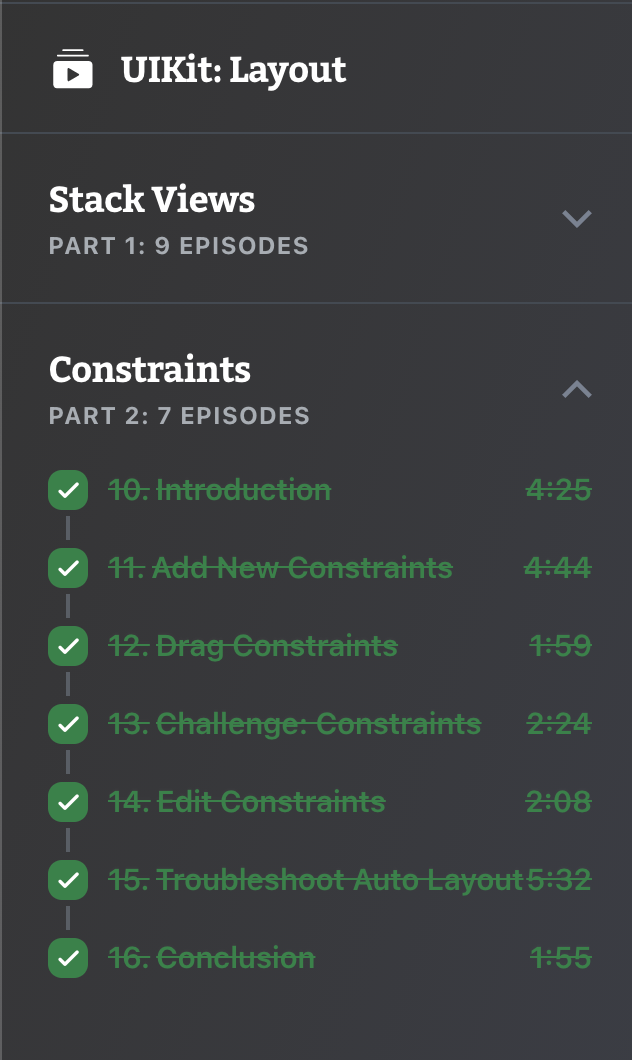 UIKit: Layout
Stack Views
PART 1: 9 EPISODES
Constraints
PART 2: 7 EPISODES
10. Introduction 4:25
11. Add New Constraints 4:44
12. Drag Constraints 1:59
13. Challenge: Constraints 2:24
14. Edit Constraints 2:08
15. Troubleshoot Auto Layout 5:32
16. Conclusion 1:55